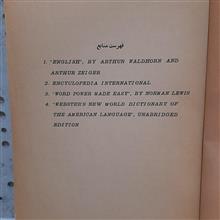 فهرست منابع
1. "ENGLISH", BY ARTHUR WALDHORN AND
ARTHUR ZEIGER
2. ENCYCLOPEDIA INTERNATIONAL
3. "WORD POWER MADE EASY", BY NORMAN LEWIS
4. "WEBSTER'S NEW WORLD DICTIONARY OF
THE AMERICAN LANGUAGE", UNABRIDGED
EDITION